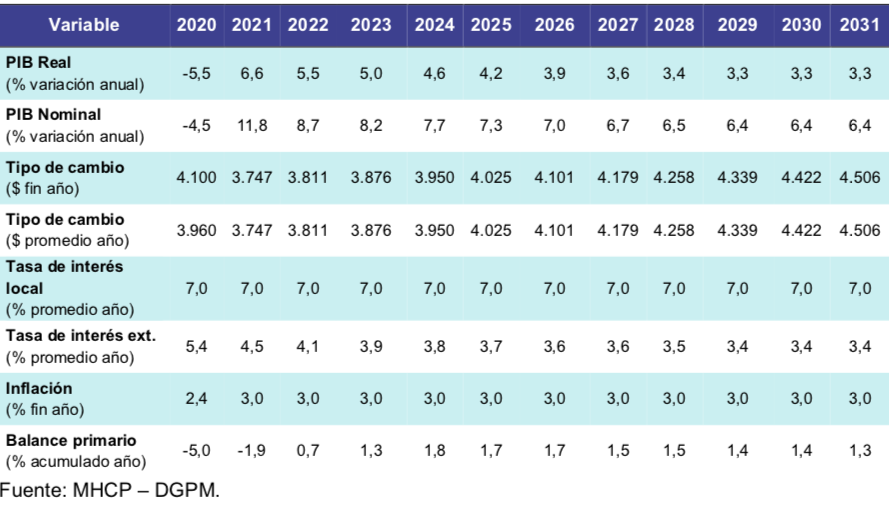 Variable 2020 2021 2022 2023 2024 2025 2026 2027 2028 2029 2030 2031
PIB Real
(% variación anual) -5,5 6,6 5,5 5,0 4,6 4,2 3,9 3,6 3,4 3,3 3,3 3,3
PIB Nominal
(% variación anual) -4,5 11,8 8,7 8,2 7,7 7,3 7,0 6,7 6,5 6,4 6,4 6,4
Tipo de cambio
($ fin año) 4.100 3.747 3.811 3.876 3.950 4.025 4.101 4.179 4.258 4.339 4.422 4.506
Tipo de cambio
($ promedio año) 3.960 3.747 3.811 3.876 3.950 4.025 4.101 4.179 4.258 4.339 4.422 4.506
Tasa de interés
local 7,0 7,0 7,0 7,0 7,0 7,0 7,0 7,0 7,0 7,0 7,0 7,0
(% promedio año)
Tasa de interés ext.
(% promedio año) 5,4 4,5 4,1 3,9 3,8 3,7 3,6 3,6 3,5 3,4 3,4 3,4
Inflación
(% fin año) 2,4 3,0 3,0 3,0 3,0 3,0 3,0 3,0 3,0 3,0 3,0 3,0
Balance primario
(% acumulado año) -5,0 -1,9 0,7 1,3 1,8 1,7 1,7 1,5 1,5 1,4 1,4 1,3
Fuente: MHCP – DGPM.